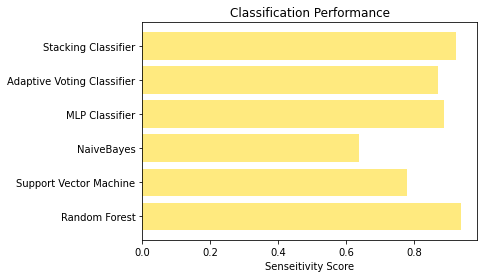 Classification Performance
Stacking Classifier
Adaptive Voting Classifier
MLP Classifier
NaiveBayes
Support Vector Machine
Random Forest
0.0 0.2 0.4 0.6 0.8
Senseitivity Score